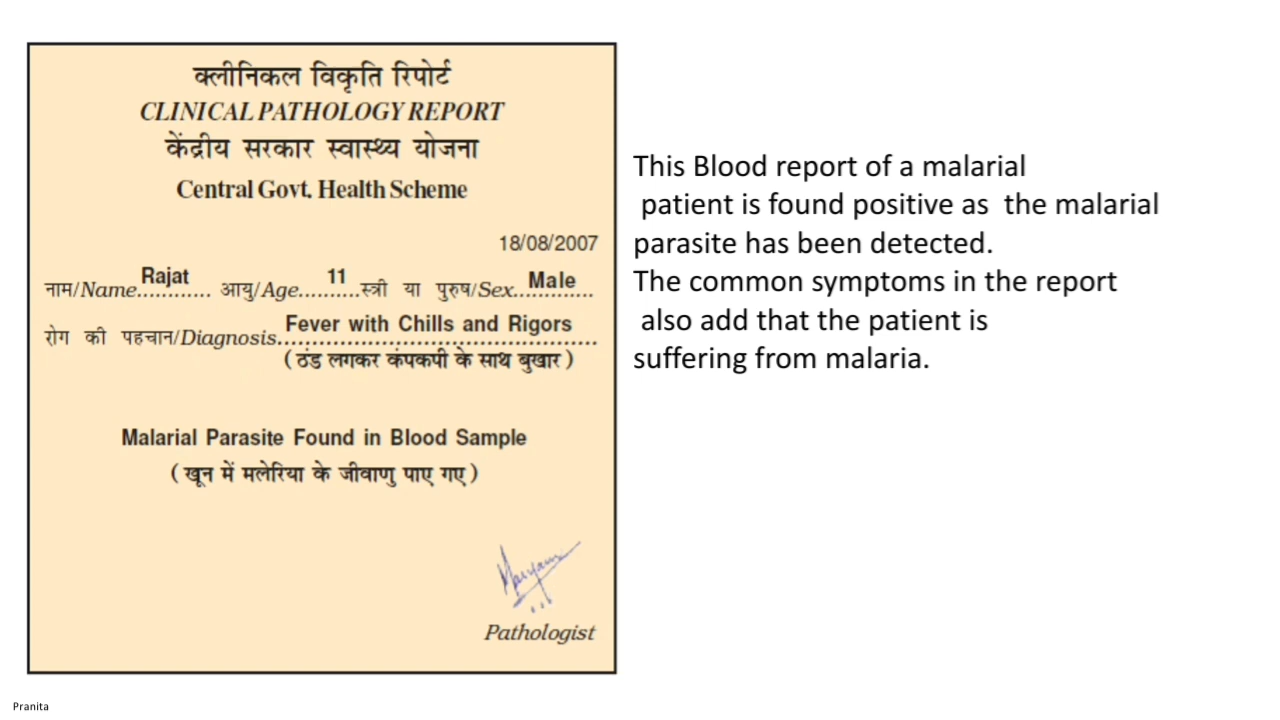 क्लीनिकल विकृति रिपोर्ट
CLINICAL PATHOLOGY REPORT
केंद्रीय सरकार स्वास्थ्य योजना
Central Govt. Health Scheme
18/08/2007
नाम/Name Rajat ............ आयु/Age 11 ..........स्त्री या पुरुष/Sex Male ..............
रोग की पहचान/Diagnosis Fever with Chills and Rigors ................................................
( ठंड लगकर कंपकपी के साथ बुखार )
Malarial Parasite Found in Blood Sample
( खून में मलेरिया के जीवाणु पाए गए )
Pathologist
This Blood report of a malarial
patient is found positive as the malarial
parasite has been detected.
The common symptoms in the report
also add that the patient is
suffering from malaria.
Pranita